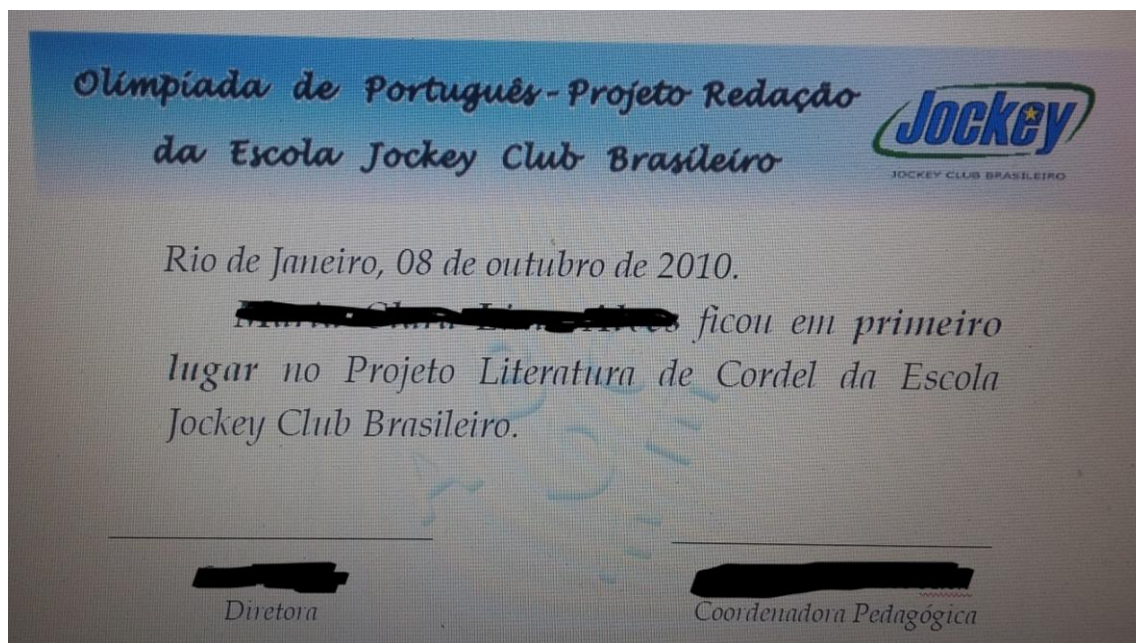 Olimpíada de Português - Projeto Redação
da Escola Jockey Club Brasileiro
Jockey
JOCKEY CLUB BRASILEIRO
Rio de Janeiro, 08 de outubro de 2010.
ficou em primeiro
lugar no Projeto Literatura de Cordel da Escola
Jockey Club Brasileiro.
Diretora
Coordenadora Pedagógica